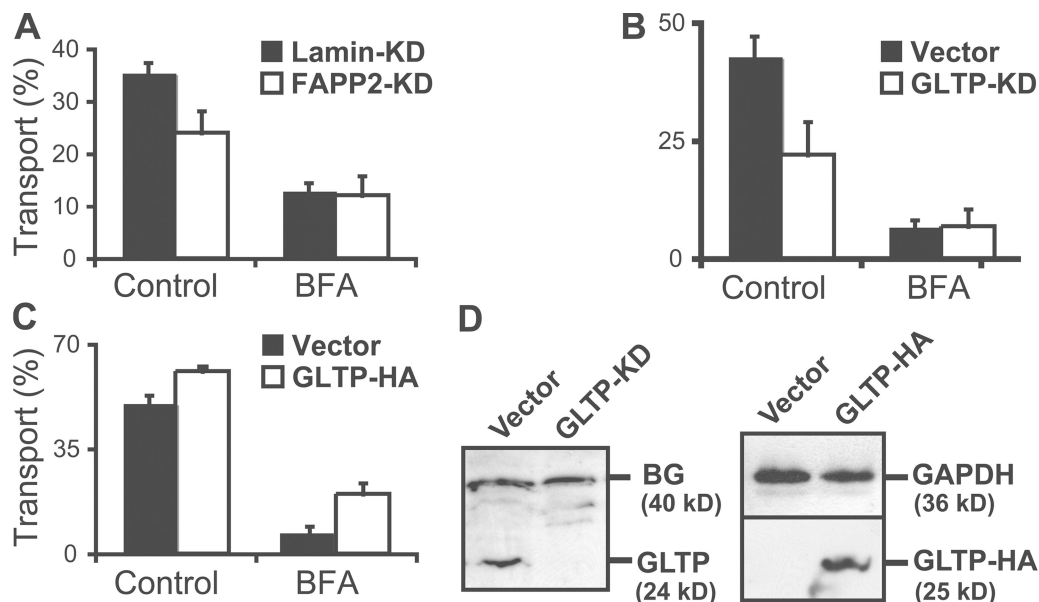 A
Transport (%)
40
30
20
10
0
Lamin-KD
FAPP2-KD
Control
BFA
B
50
25
0
Vector
GLTP-KD
Control
BFA
C
Transport (%)
70
35
0
Vector
GLTP-HA
Control
BFA
D
Vector
GLTP-KD
BG
(40 kD)
GLTP
(24 kD)
Vector
GLTP-HA
GAPDH
(36 kD)
GLTP-HA
(25 kD)